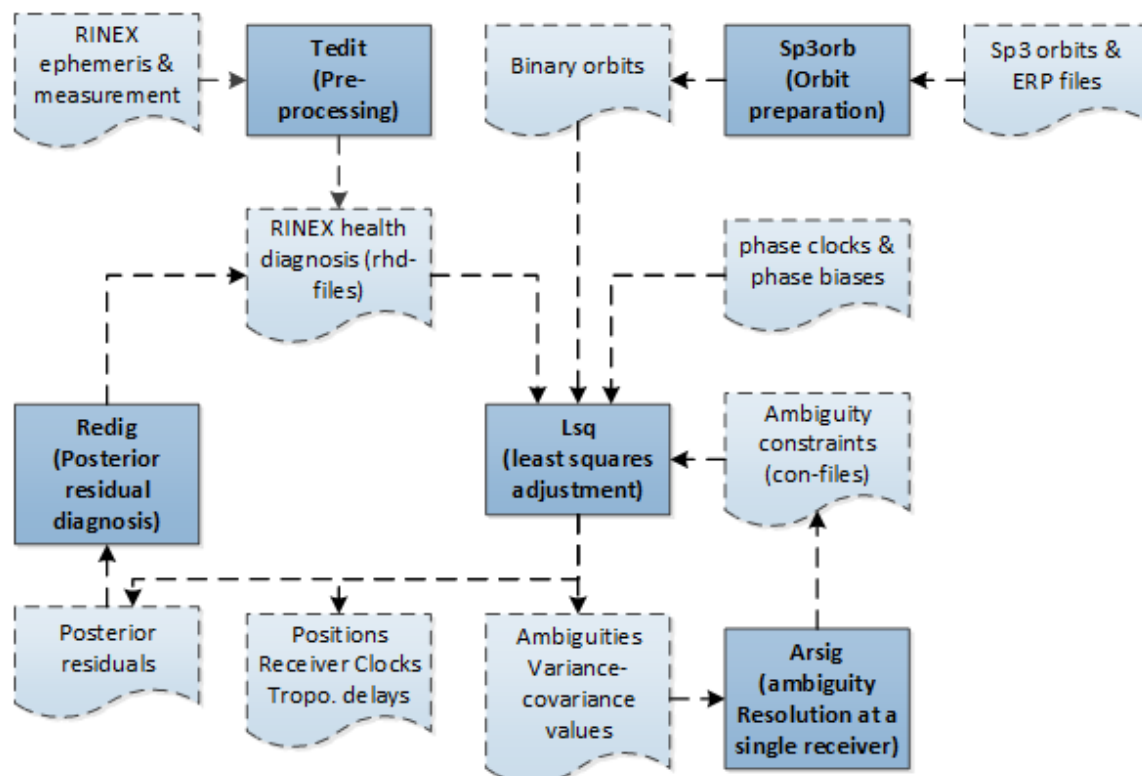 RINEX
ephemeris &
measurement
Tedit
(Pre-
processing)
Binary orbits
Sp3orb
(Orbit
preparation)
Sp3 orbits &
ERP files
RINEX health
diagnosis (rhd-
files)
phase clocks &
phase biases
Redig
(Posterior
residual
diagnosis)
Lsq
(least squares
adjustment)
Ambiguity
constraints
(con-files)
Posterior
residuals
Positions
Receiver Clocks
Tropo. delays
Ambiguities
Variance-
covariance
values
Arsig
(ambiguity
Resolution at a
single receiver)